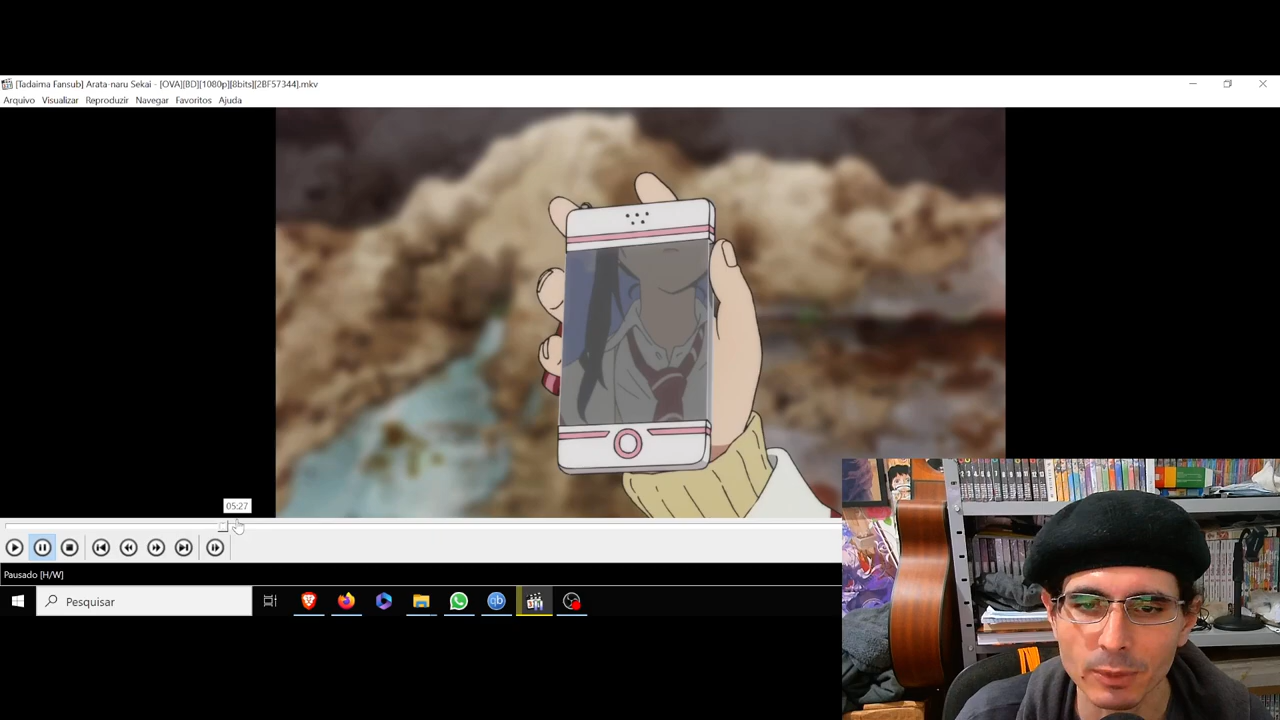 [Tadaima Fansub] Arata-naru Sekai - [OVA][BD][1080p][8bits][2BF57344].mkv
Arquivo Visualizar Reproduzir Navegar Favoritos Ajuda
05:27
Pausado [H/W]
Pesquisar
qb